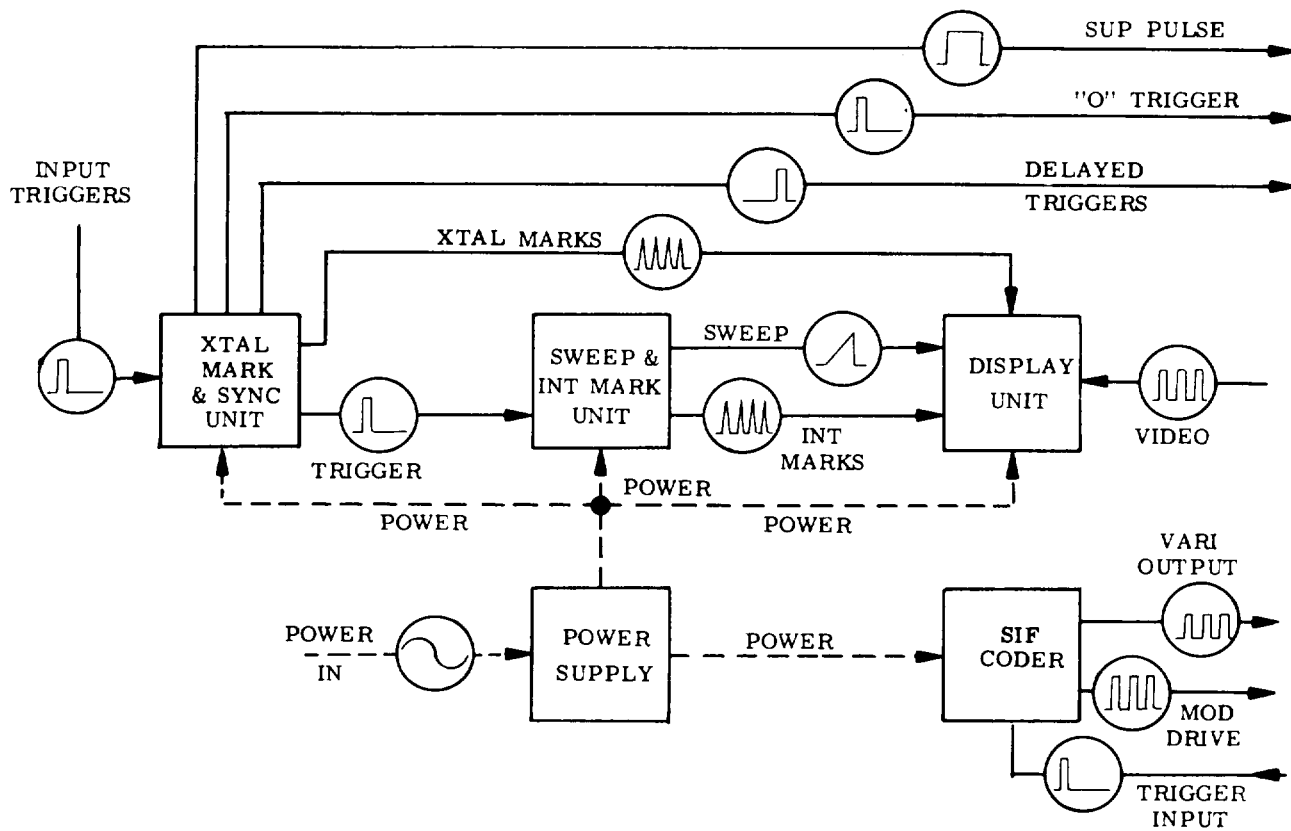 SUP PULSE
"O" TRIGGER
INPUT
TRIGGERS
DELAYED
TRIGGERS
XTAL MARKS
XTAL
MARK
& SYNC
UNIT
SWEEP &
INT MARK
UNIT
SWEEP
DISPLAY
UNIT
TRIGGER
INT
MARKS
VIDEO
POWER
POWER
POWER
VARI
OUTPUT
POWER
IN
POWER
SUPPLY
POWER
SIF
CODER
MOD
DRIVE
TRIGGER
INPUT